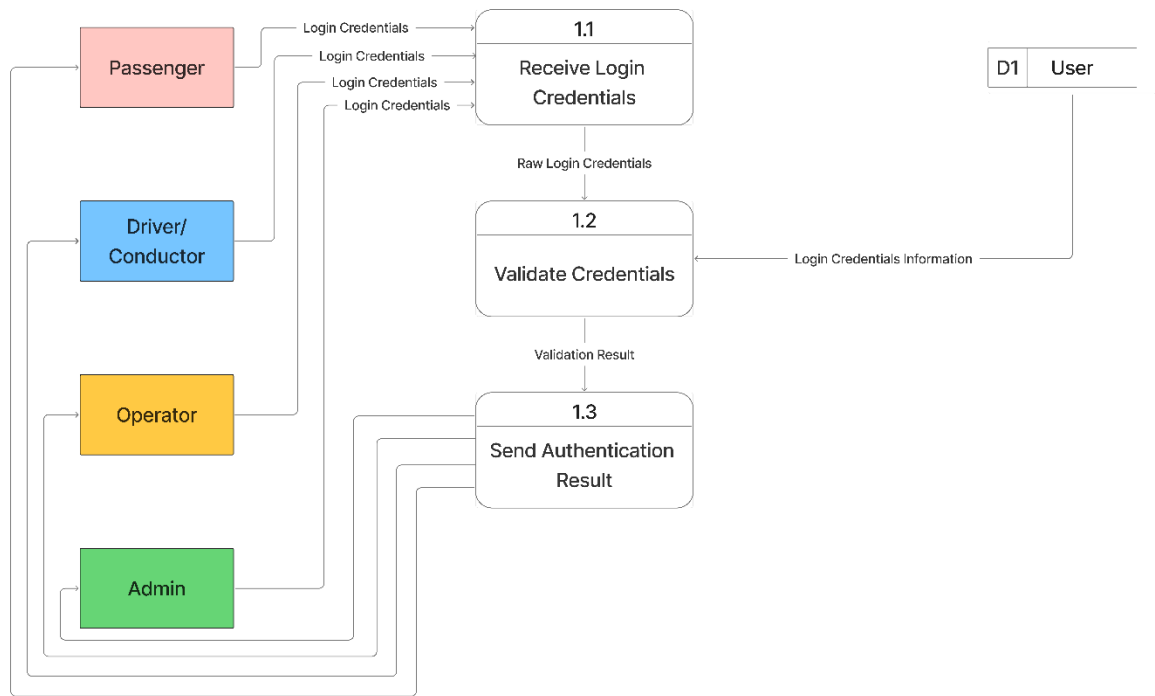 Login Credentials
1.1
Passenger
Login Credentials
Receive Login
Credentials
D1 User
Login Credentials
Login Credentials
Raw Login Credentials
Driver/
Conductor
1.2
Validate Credentials
Login Credentials Information
Validation Result
Operator
1.3
Send Authentication
Result
Admin